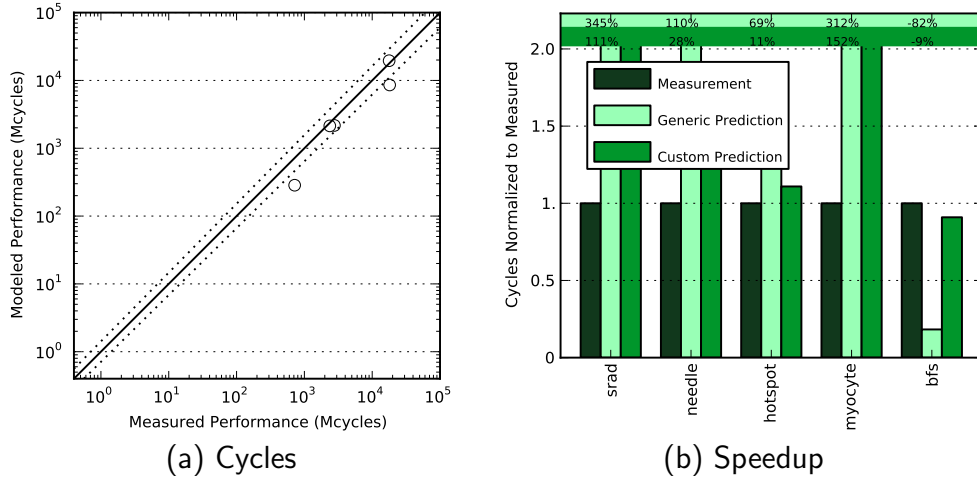 10^5
10^4
10^3
10^2
10^1
10^0
Modeled Performance (Mcycles)
10^0 10^1 10^2 10^3 10^4 10^5
Measured Performance (Mcycles)
(a) Cycles
345% 110% 69% 312% -82%
111% 28% 11% 152% -9%
2.0
1.5
1.
0.5
0
Cycles Normalized to Measured
Measurement
Generic Prediction
Custom Prediction
srad
needle
hotspot
myocyte
bfs
(b) Speedup